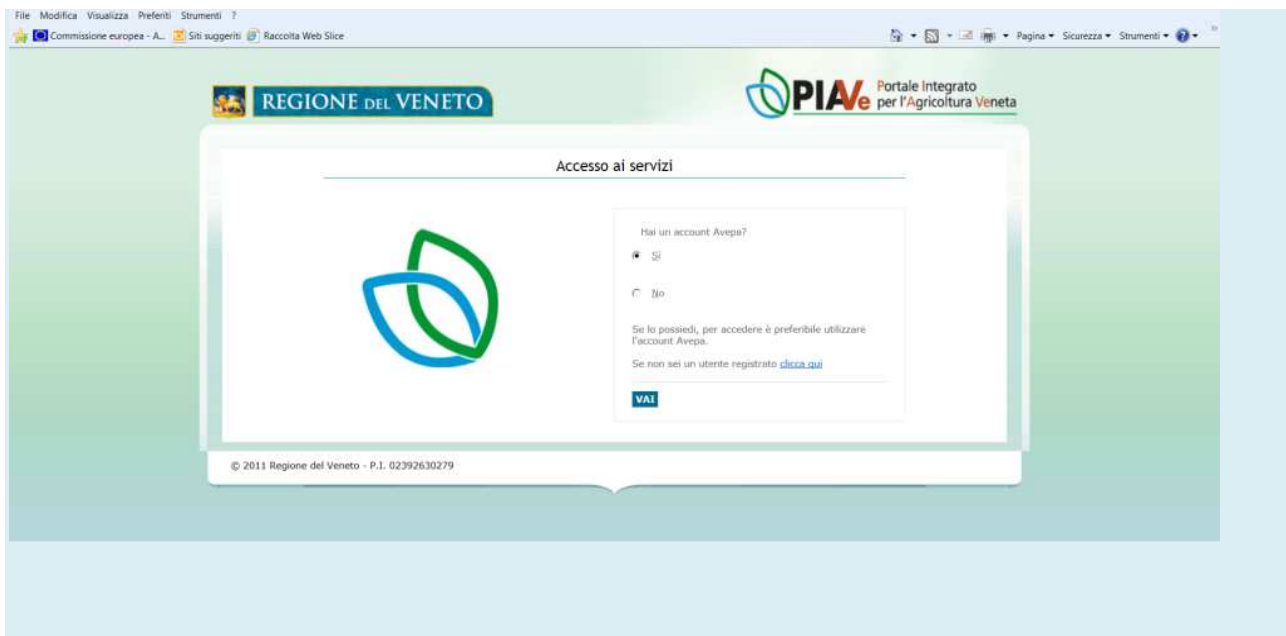 File Modifica Visualizza Preferiti Strumenti ?
Commissione europea - A... Siti suggeriti Raccolta Web Slice
Pagina Sicurezza Strumenti ?
REGIONE DEL VENETO
PIAVe Portale Integrato
per l'Agricoltura Veneta
Accesso ai servizi
Hai un account Avepa?
Si
No
Se lo possiedi, per accedere è preferibile utilizzare
l'account Avepa.
Se non sei un utente registrato clicca qui
VAI
© 2011 Regione del Veneto - P.I. 02392630279